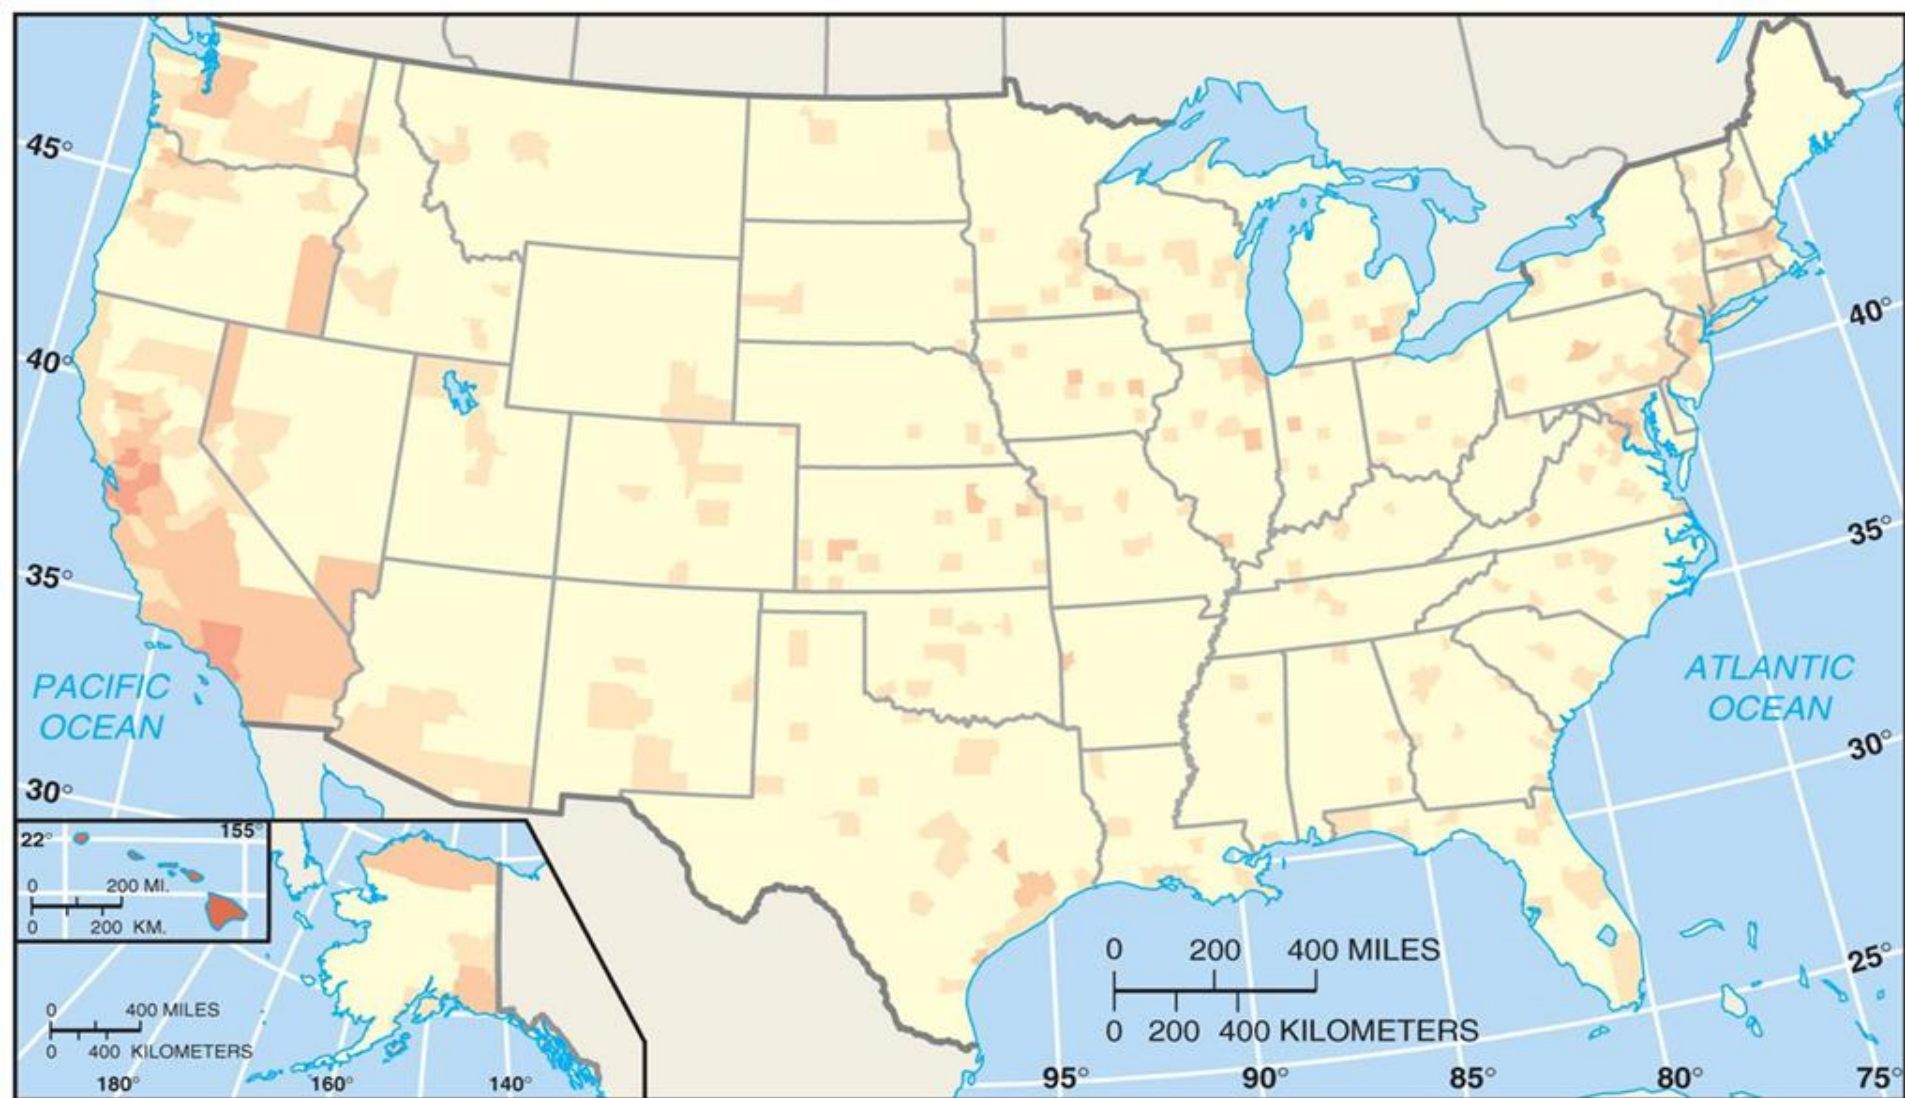 45°
40°
35°
30°
PACIFIC
OCEAN
ATLANTIC
OCEAN
40°
35°
30°
25°
22°
155°
0 200 MI.
0 200 KM.
0 400 MILES
0 400 KILOMETERS
180° 160° 140°
0 200 400 MILES
0 200 400 KILOMETERS
95° 90° 85° 80° 75°